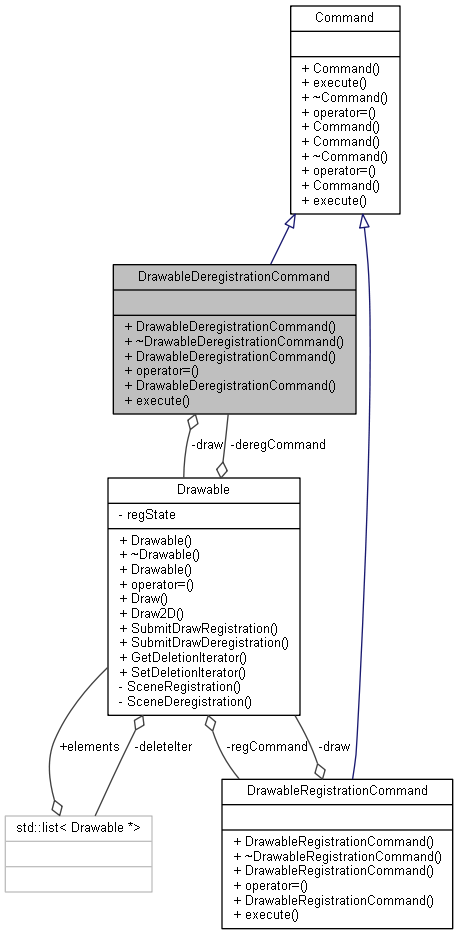 Command
+ Command()
+ execute()
+ ~Command()
+ operator=()
+ Command()
+ Command()
+ ~Command()
+ operator=()
+ Command()
+ execute()
DrawableDeregistrationCommand
+ DrawableDeregistrationCommand()
+ ~DrawableDeregistrationCommand()
+ DrawableDeregistrationCommand()
+ operator=()
+ DrawableDeregistrationCommand()
+ execute()
-draw
-deregCommand
Drawable
- regState
+ Drawable()
+ ~Drawable()
+ Drawable()
+ operator=()
+ Draw()
+ Draw2D()
+ SubmitDrawRegistration()
+ SubmitDrawDeregistration()
+ GetDeletionIterator()
+ SetDeletionIterator()
- SceneRegistration()
- SceneDeregistration()
+elements
-deleteIter
-regCommand
-draw
std::list< Drawable *>
DrawableRegistrationCommand
+ DrawableRegistrationCommand()
+ ~DrawableRegistrationCommand()
+ DrawableRegistrationCommand()
+ operator=()
+ DrawableRegistrationCommand()
+ execute()